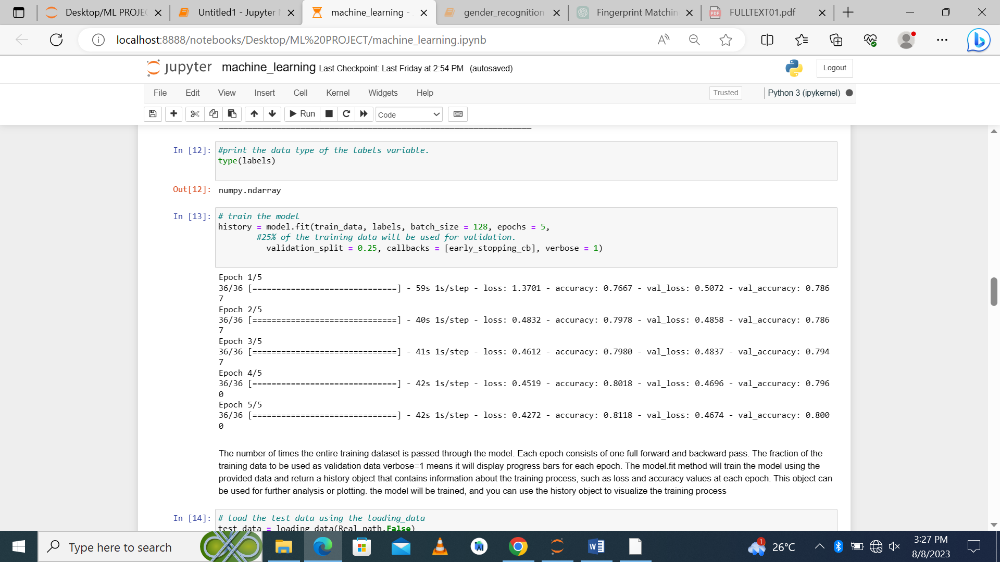 Desktop/ML PROJEC
Untitled1 - Jupyter
machine_learning -
gender_recognition
Fingerprint Matchin
FULLTEXT01.pdf
localhost:8888/notebooks/Desktop/ML%20PROJECT/machine_learning.ipynb
jupyter machine_learning Last Checkpoint: Last Friday at 2:54 PM (autosaved)
Logout
File Edit View Insert Cell Kernel Widgets Help
Trusted
Python 3 (ipykernel)
Run
Code
In [12]: #print the data type of the labels variable.
type(labels)
Out[12]: numpy.ndarray
In [13]: # train the model
history = model.fit(train_data, labels, batch_size = 128, epochs = 5,
#25% of the training data will be used for validation.
validation_split = 0.25, callbacks = [early_stopping_cb], verbose = 1)
Epoch 1/5
36/36 [==============================] - 59s 1s/step - loss: 1.3701 - accuracy: 0.7667 - val_loss: 0.5072 - val_accuracy: 0.786
7
Epoch 2/5
36/36 [==============================] - 40s 1s/step - loss: 0.4832 - accuracy: 0.7978 - val_loss: 0.4858 - val_accuracy: 0.786
7
Epoch 3/5
36/36 [==============================] - 41s 1s/step - loss: 0.4612 - accuracy: 0.7980 - val_loss: 0.4837 - val_accuracy: 0.794
7
Epoch 4/5
36/36 [==============================] - 42s 1s/step - loss: 0.4519 - accuracy: 0.8018 - val_loss: 0.4696 - val_accuracy: 0.796
0
Epoch 5/5
36/36 [==============================] - 42s 1s/step - loss: 0.4272 - accuracy: 0.8118 - val_loss: 0.4674 - val_accuracy: 0.800
0
The number of times the entire training dataset is passed through the model. Each epoch consists of one full forward and backward pass. The fraction of the
training data to be used as validation data verbose=1 means it will display progress bars for each epoch. The model.fit method will train the model using the
provided data and return a history object that contains information about the training process, such as loss and accuracy values at each epoch. This object can
be used for further analysis or plotting. the model will be trained, and you can use the history object to visualize the training process
In [14]: # load the test data using the loading_data
test_data = loading_data(Real_path,False)
Type here to search
1
26°C
3:27 PM
8/8/2023